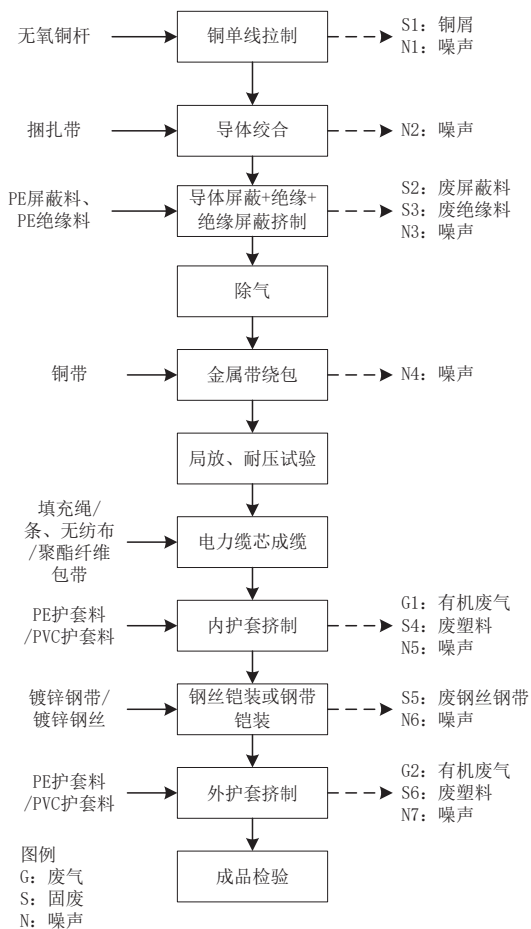 无氧铜杆
铜单线拉制
S1: 铜屑
N1: 噪声
捆扎带
导体绞合
N2: 噪声
PE屏蔽料、
PE绝缘料
导体屏蔽+绝缘+
绝缘屏蔽挤制
S2: 废屏蔽料
S3: 废绝缘料
N3: 噪声
除气
铜带
金属带绕包
N4: 噪声
局放、耐压试验
填充绳/
条、无纺布
/聚酯纤维
包带
电力缆芯成缆
PE护套料
/PVC护套料
内护套挤制
G1: 有机废气
S4: 废塑料
N5: 噪声
镀锌钢带/
镀锌钢丝
钢丝铠装或钢带
铠装
S5: 废钢丝钢带
N6: 噪声
PE护套料
/PVC护套料
外护套挤制
G2: 有机废气
S6: 废塑料
N7: 噪声
成品检验
图例
G: 废气
S: 固废
N: 噪声